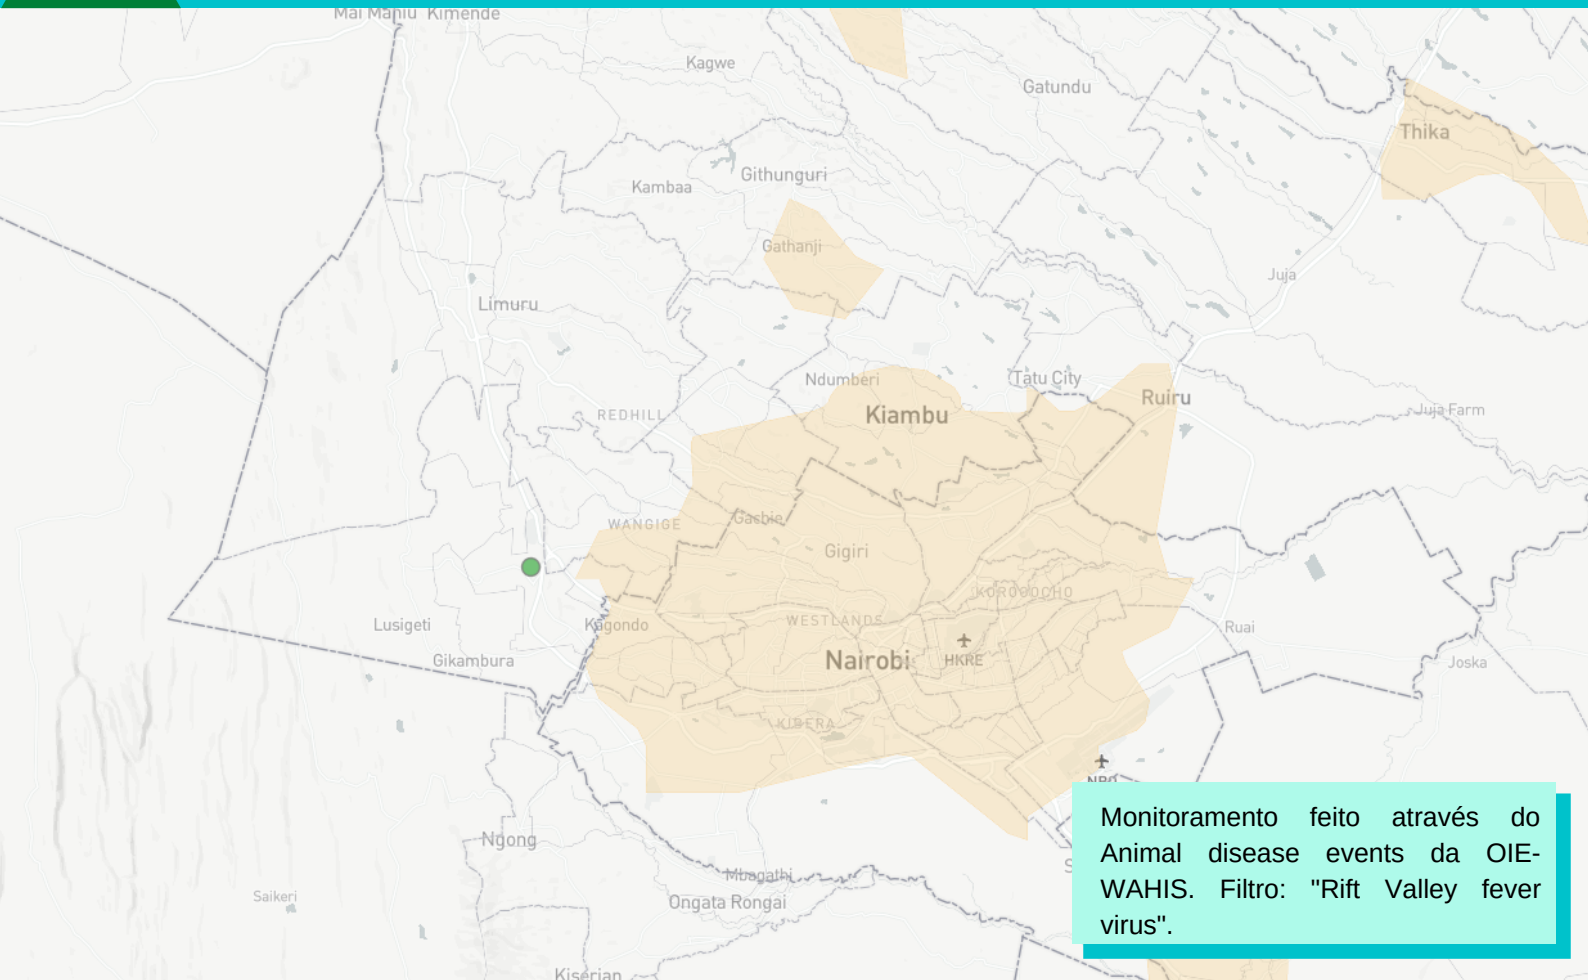 Mai Mahiu Kimende
Kagwe
Gatundu
Thika
Githunguri
Kambaa
Gathanji
Juja
Limuru
Ndumberi
Tatu City
Ruiru
REDHILL
Kiambu
Juja Farm
WANGIGE
Gachie
Gigiri
KOROGOCHO
Lusigeti
Kagondo
WESTLANDS
Ruai
Gikambura
Nairobi
HKRE
Joska
KIBERA
NBO
Monitoramento feito através do
Animal disease events da OIE-
WAHIS. Filtro: "Rift Valley fever
virus".
Ngong
Mbagathi
Saikeri
Ongata Rongai
Kiserian